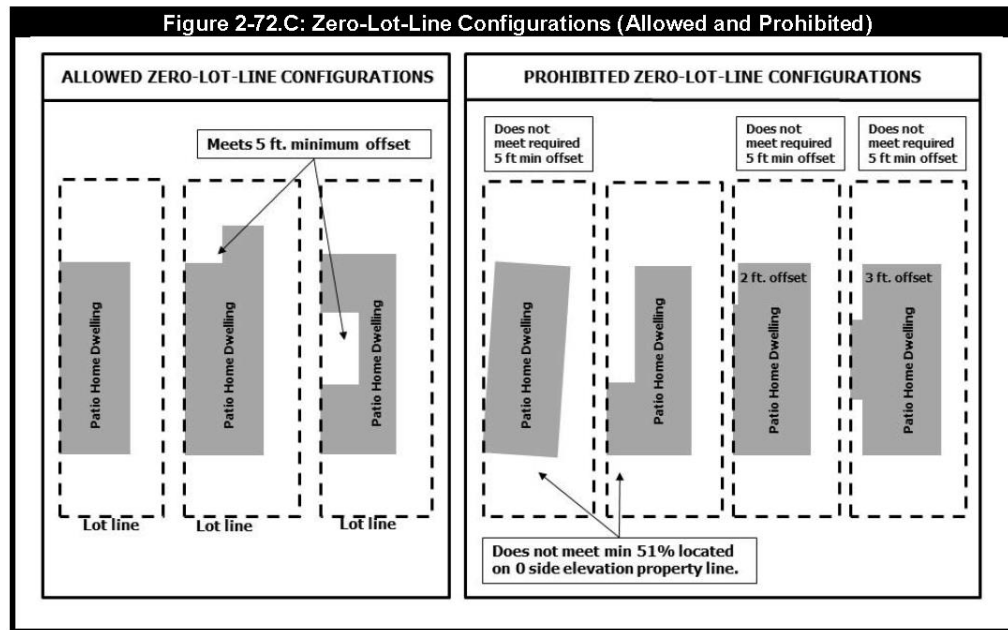 Figure 2-72.C: Zero-Lot-Line Configurations (Allowed and Prohibited)
ALLOWED ZERO-LOT-LINE CONFIGURATIONS
Meets 5 ft. minimum offset
Patio Home Dwelling
Patio Home Dwelling
Patio Home Dwelling
Lot line
Lot line
Lot line
PROHIBITED ZERO-LOT-LINE CONFIGURATIONS
Does not
meet required
5 ft min offset
Does not
meet required
5 ft min offset
Does not
meet required
5 ft min offset
2 ft. offset
3 ft. offset
Patio Home Dwelling
Patio Home Dwelling
Patio Home Dwelling
Patio Home Dwelling
Does not meet min 51% located
on 0 side elevation property line.